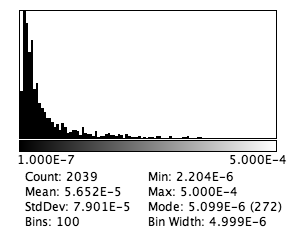 1.000E-7 5.000E-4
Count: 2039 Min: 2.204E-6
Mean: 5.652E-5 Max: 5.000E-4
StdDev: 7.901E-5 Mode: 5.099E-6 (272)
Bins: 100 Bin Width: 4.999E-6